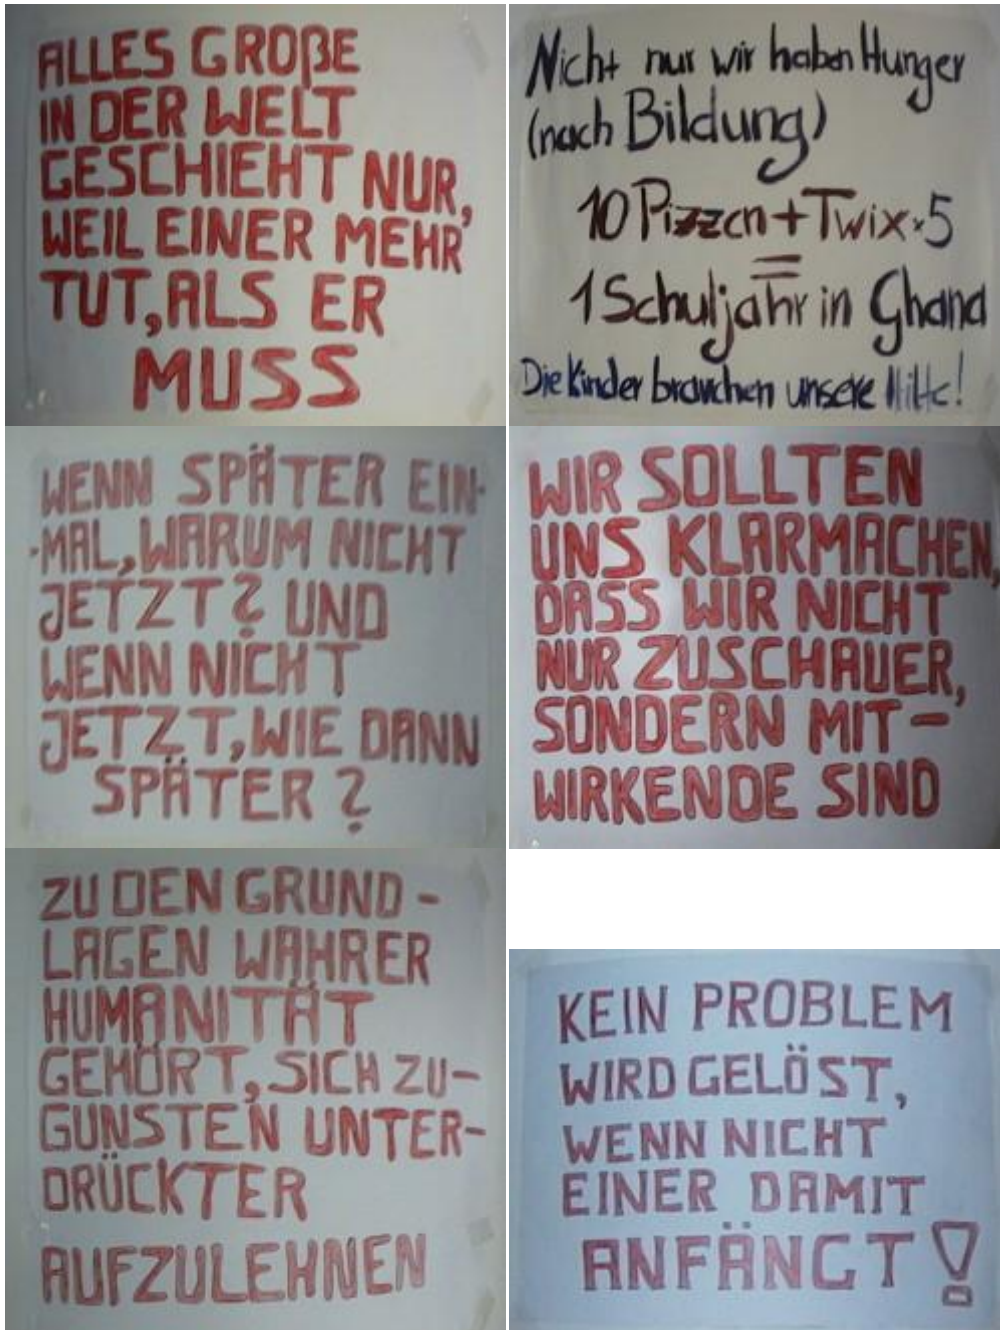 ALLES GROßE
IN DER WELT
GESCHIEHT NUR,
WEIL EINER MEHR
TUT, ALS ER
MUSS
Nicht nur wir haben Hunger
(nach Bildung)
10 Pizzen + Twix × 5
=
1 Schuljahr in Ghana
Die Kinder brauchen unsere Hilfe!
WENN SPÄTER EIN-
-MAL, WARUM NICHT
JETZT? UND
WENN NICHT
JETZT, WIE DANN
SPÄTER?
WIR SOLLTEN
UNS KLARMACHEN,
DASS WIR NICHT
NUR ZUSCHAUER,
SONDERN MIT-
WIRKENDE SIND
ZU DEN GRUND-
LAGEN WAHRER
HUMANITÄT
GEHÖRT, SICH ZU-
GUNSTEN UNTER-
DRÜCKTER
AUFZULEHNEN
KEIN PROBLEM
WIRD GELÖST,
WENN NICHT
EINER DAMIT
ANFÄNGT!